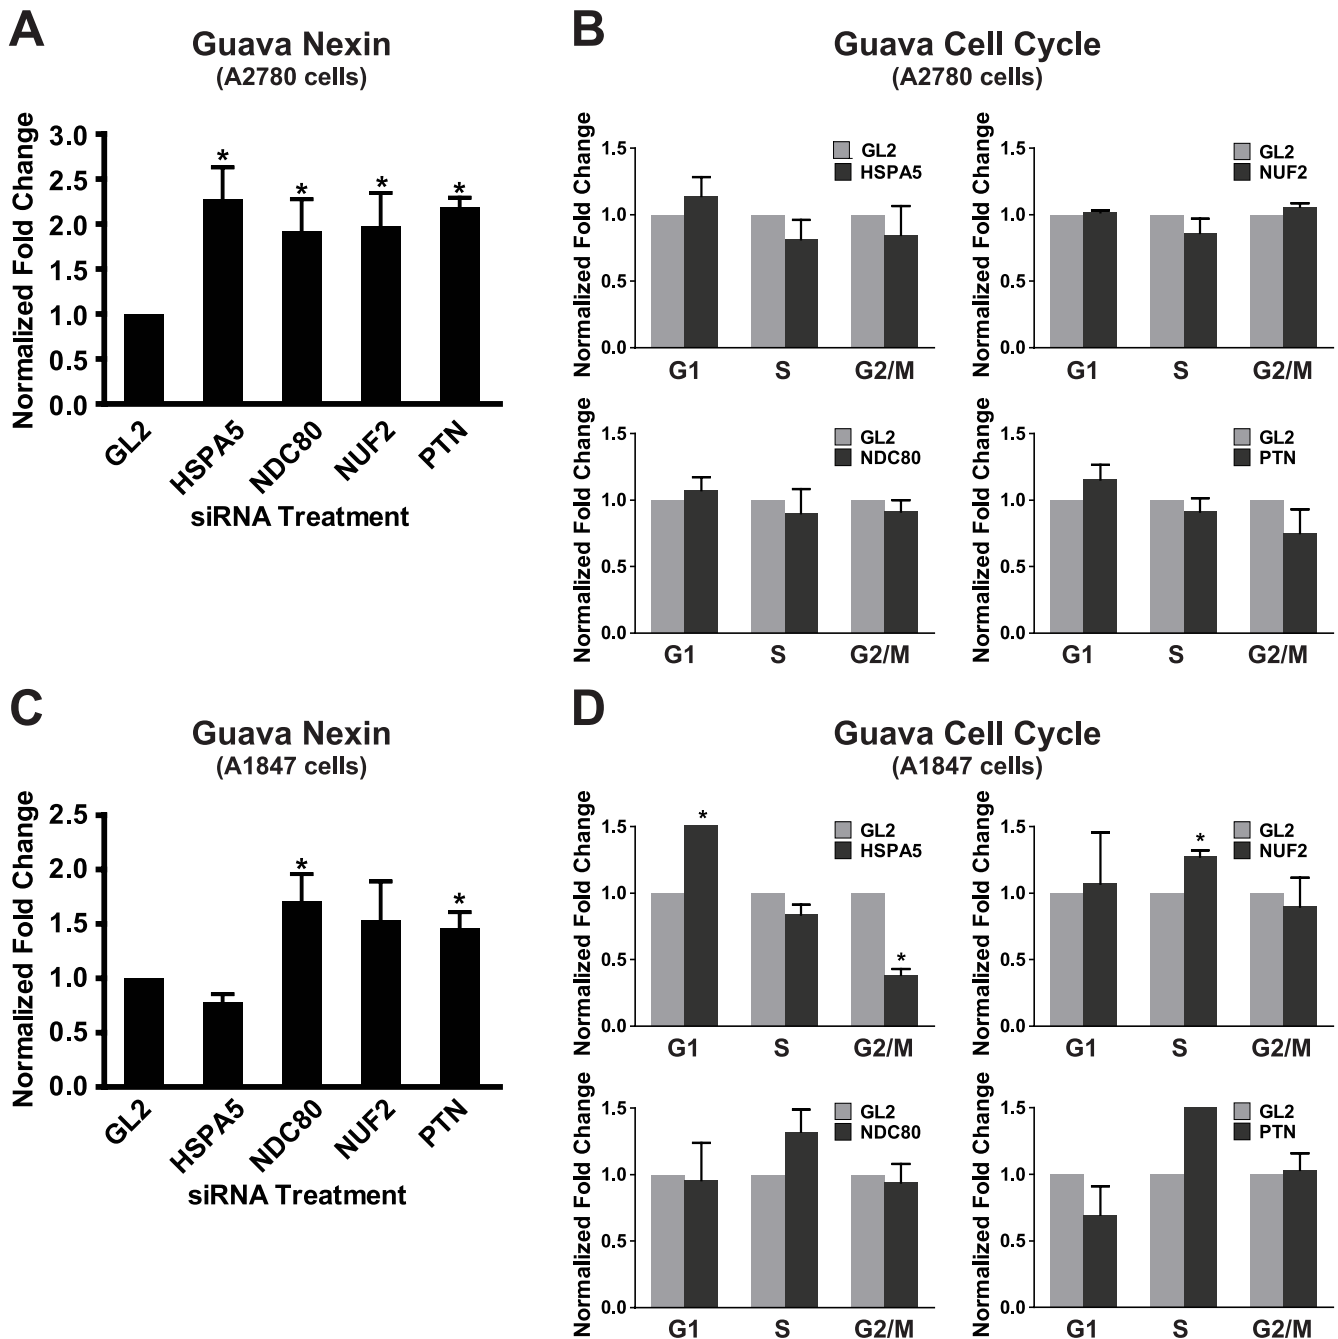 A
Guava Nexin
(A2780 cells)
Normalized Fold Change
3.0
2.5
2.0
1.5
1.0
0.5
0.0
*
*
*
*
GL2
HSPA5
NDC80
NUF2
PTN
siRNA Treatment
B
Guava Cell Cycle
(A2780 cells)
Normalized Fold Change
1.5
1.0
0.5
0.0
GL2
HSPA5
G1 S G2/M
Normalized Fold Change
1.5
1.0
0.5
0.0
GL2
NUF2
G1 S G2/M
Normalized Fold Change
1.5
1.0
0.5
0.0
GL2
NDC80
G1 S G2/M
Normalized Fold Change
1.5
1.0
0.5
0.0
GL2
PTN
G1 S G2/M
C
Guava Nexin
(A1847 cells)
Normalized Fold Change
2.5
2.0
1.5
1.0
0.5
0.0
*
*
GL2
HSPA5
NDC80
NUF2
PTN
siRNA Treatment
D
Guava Cell Cycle
(A1847 cells)
Normalized Fold Change
1.5
1.0
0.5
0.0
*
*
GL2
HSPA5
G1 S G2/M
Normalized Fold Change
1.5
1.0
0.5
0.0
*
GL2
NUF2
G1 S G2/M
Normalized Fold Change
1.5
1.0
0.5
0.0
GL2
NDC80
G1 S G2/M
Normalized Fold Change
1.5
1.0
0.5
0.0
GL2
PTN
G1 S G2/M